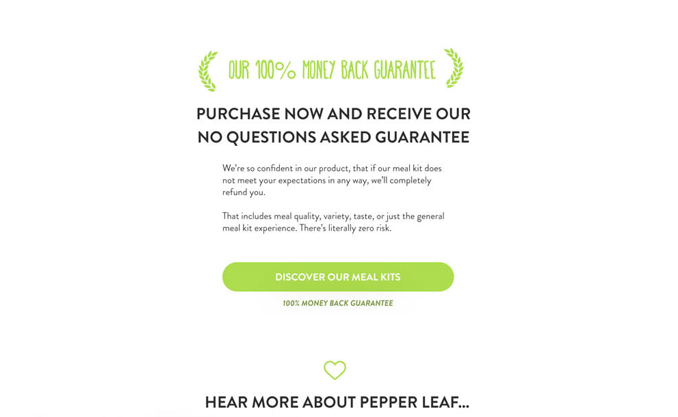 OUR 100% MONEY BACK GUARANTEE
PURCHASE NOW AND RECEIVE OUR
NO QUESTIONS ASKED GUARANTEE
We're so confident in our product, that if our meal kit does
not meet your expectations in any way, we'll completely
refund you.
That includes meal quality, variety, taste, or just the general
meal kit experience. There's literally zero risk.
DISCOVER OUR MEAL KITS
100% MONEY BACK GUARANTEE
HEAR MORE ABOUT PEPPER LEAF...